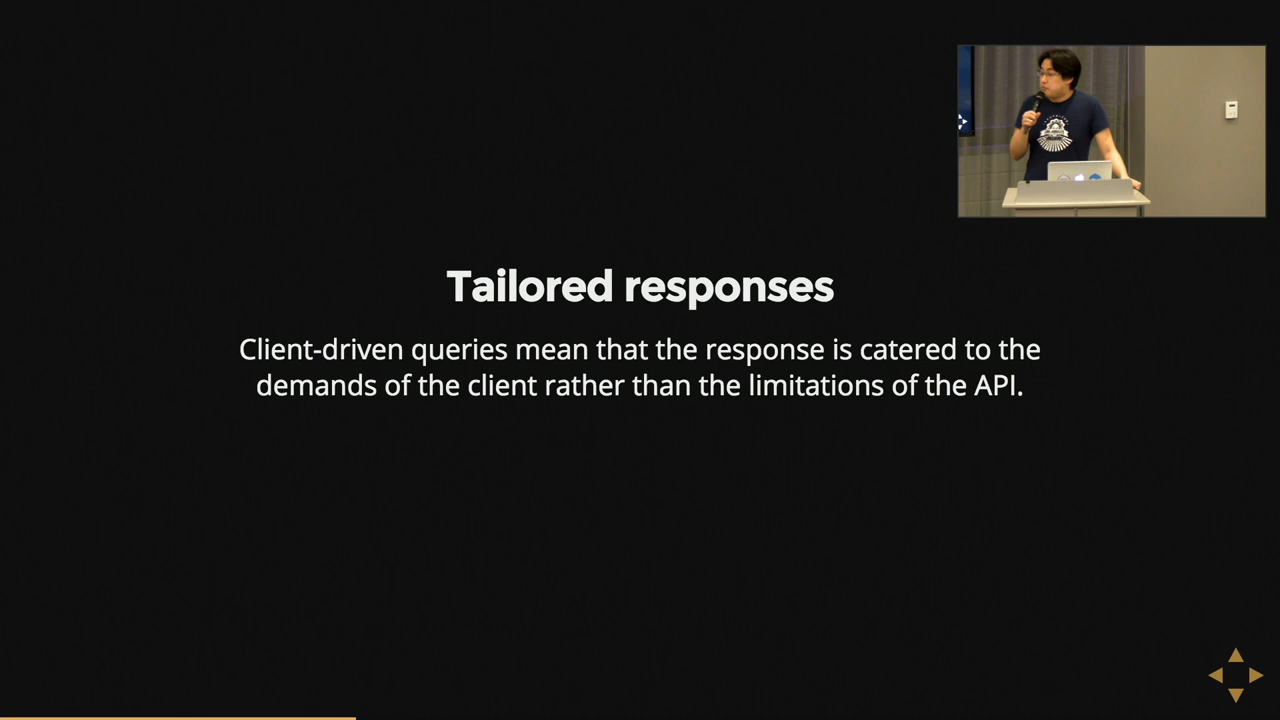 Tailored responses
Client-driven queries mean that the response is catered to the
demands of the client rather than the limitations of the API.